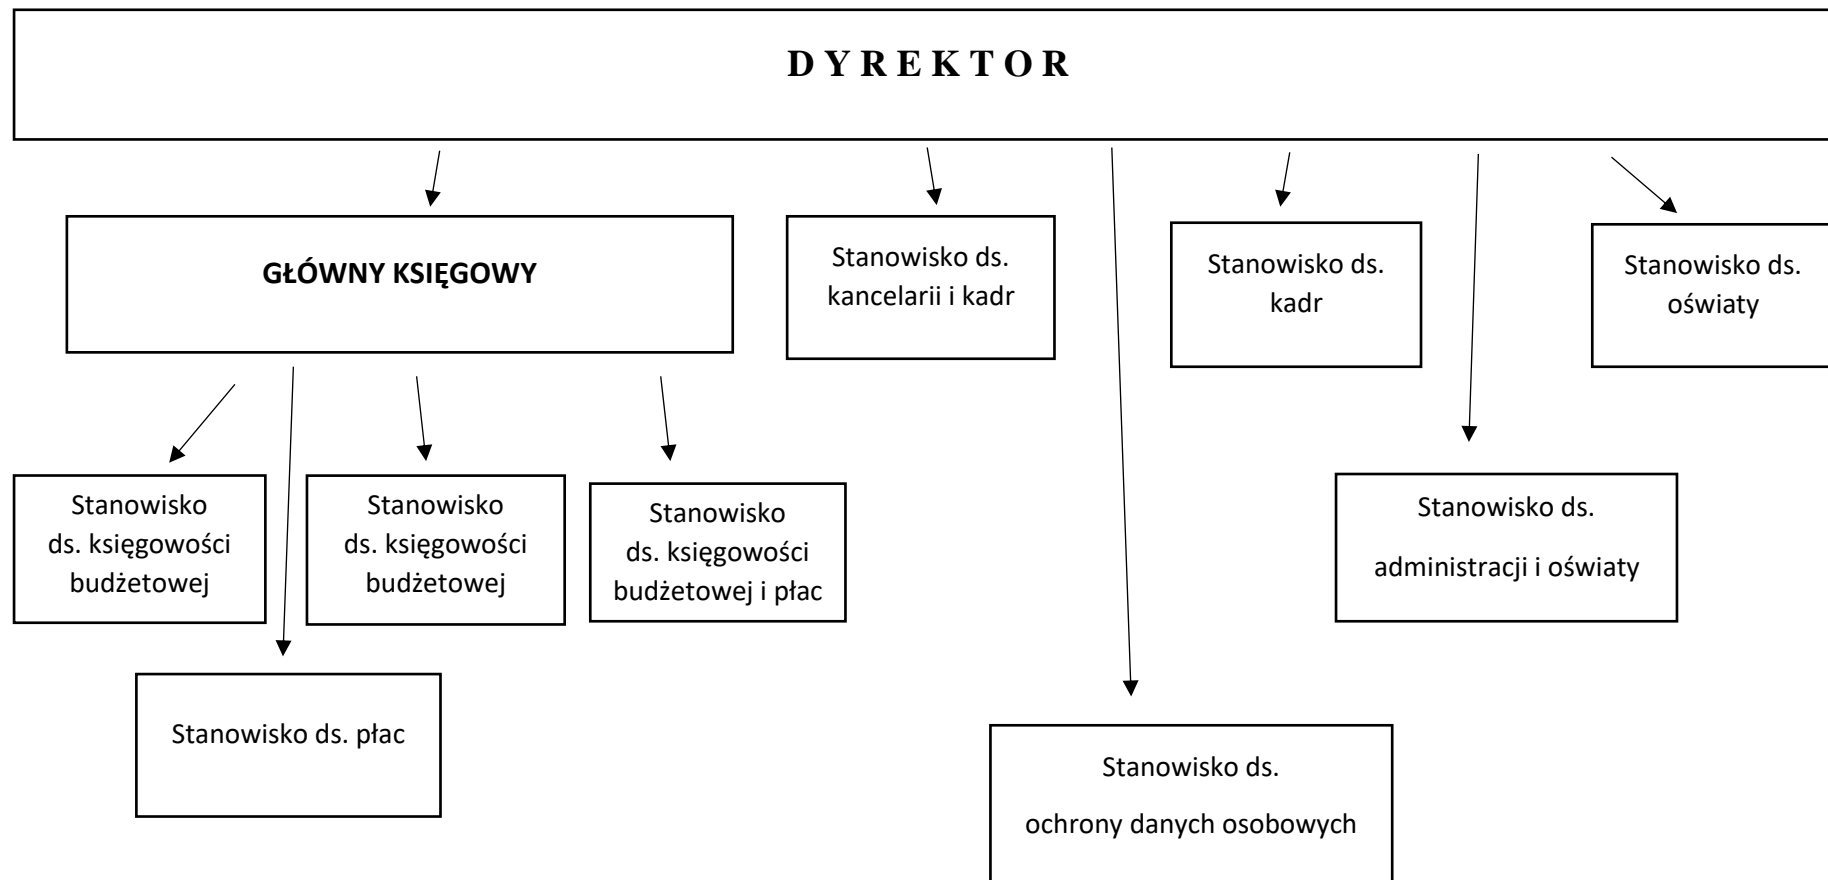 D Y R E K T O R
GŁÓWNY KSIĘGOWY
Stanowisko ds.
kancelarii i kadr
Stanowisko ds.
kadr
Stanowisko ds.
oświaty
Stanowisko
ds. księgowości
budżetowej
Stanowisko
ds. księgowości
budżetowej
Stanowisko
ds. księgowości
budżetowej i płac
Stanowisko ds.
administracji i oświaty
Stanowisko ds. płac
Stanowisko ds.
ochrony danych osobowych